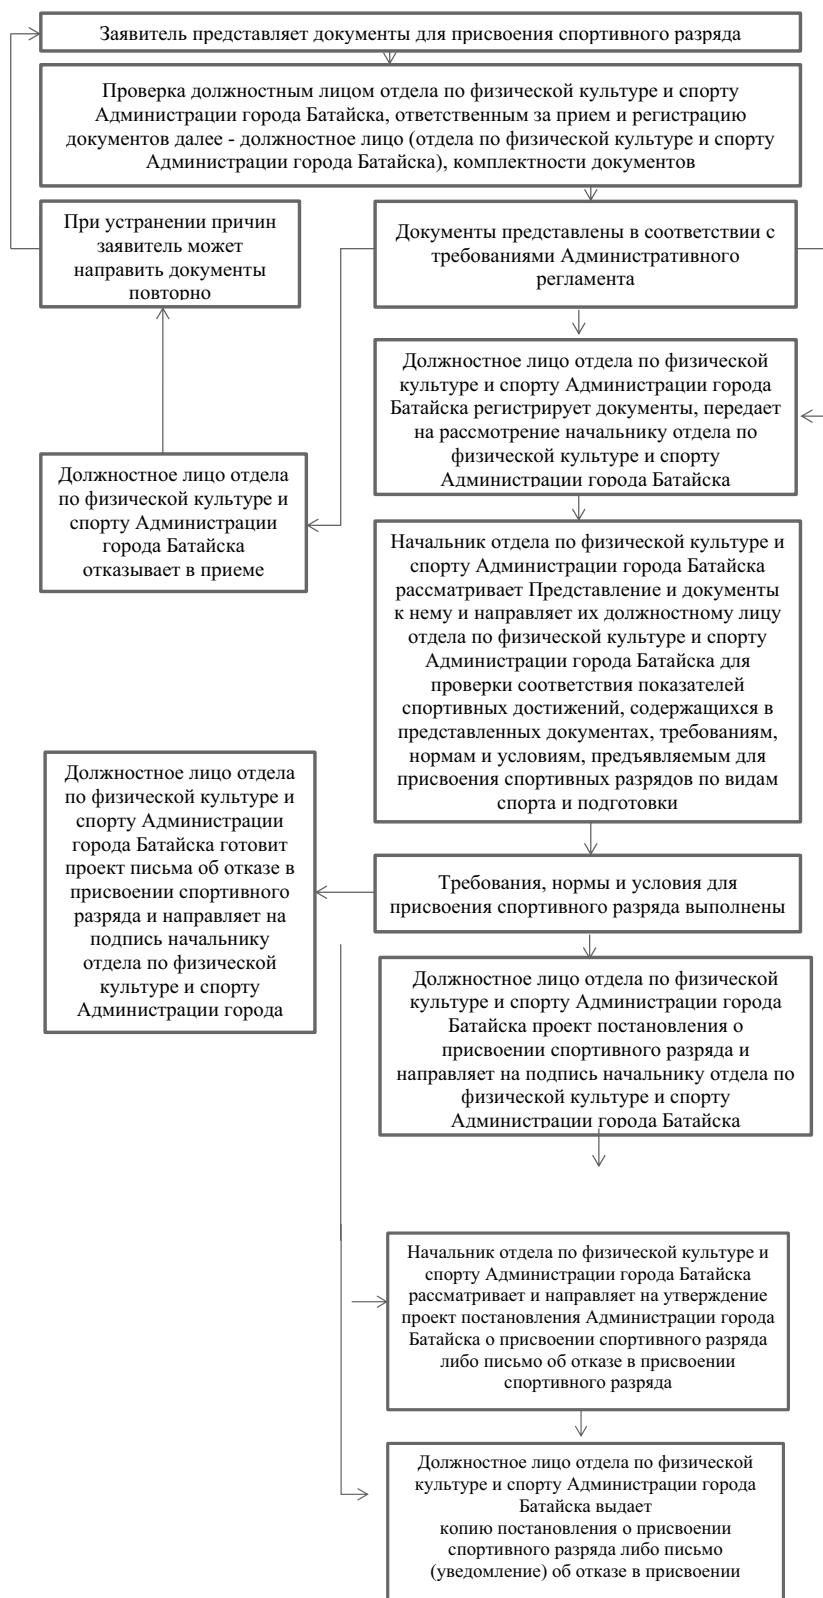 Заявитель представляет документы для присвоения спортивного разряда
Проверка должностным лицом отдела по физической культуре и спорту
Администрации города Батайска, ответственным за прием и регистрацию
документов далее - должностное лицо (отдела по физической культуре и спорту
Администрации города Батайска), комплектности документов
При устранении причин
заявитель может
направить документы
повторно
Документы представлены в соответствии с
требованиями Административного
регламента
Должностное лицо отдела по физической
культуре и спорту Администрации города
Батайска регистрирует документы, передает
на рассмотрение начальнику отдела по
физической культуре и спорту
Администрации города Батайска
Должностное лицо отдела
по физической культуре и
спорту Администрации
города Батайска
отказывает в приеме
Начальник отдела по физической культуре и
спорту Администрации города Батайска
рассматривает Представление и документы
к нему и направляет их должностному лицу
отдела по физической культуре и спорту
Администрации города Батайска для
проверки соответствия показателей
спортивных достижений, содержащихся в
представленных документах, требованиям,
нормам и условиям, предъявляемым для
присвоения спортивных разрядов по видам
спорта и подготовки
Должностное лицо отдела
по физической культуре и
спорту Администрации
города Батайска готовит
проект письма об отказе в
присвоении спортивного
разряда и направляет на
подпись начальнику
отдела по физической
культуре и спорту
Администрации города
Требования, нормы и условия для
присвоения спортивного разряда выполнены
Должностное лицо отдела по физической
культуре и спорту Администрации города
Батайска проект постановления о
присвоении спортивного разряда и
направляет на подпись начальнику отдела по
физической культуре и спорту
Администрации города Батайска
Начальник отдела по физической культуре и
спорту Администрации города Батайска
рассматривает и направляет на утверждение
проект постановления Администрации города
Батайска о присвоении спортивного разряда
либо письмо об отказе в присвоении
спортивного разряда
Должностное лицо отдела по физической
культуре и спорту Администрации города
Батайска выдает
копию постановления о присвоении
спортивного разряда либо письмо
(уведомление) об отказе в присвоении